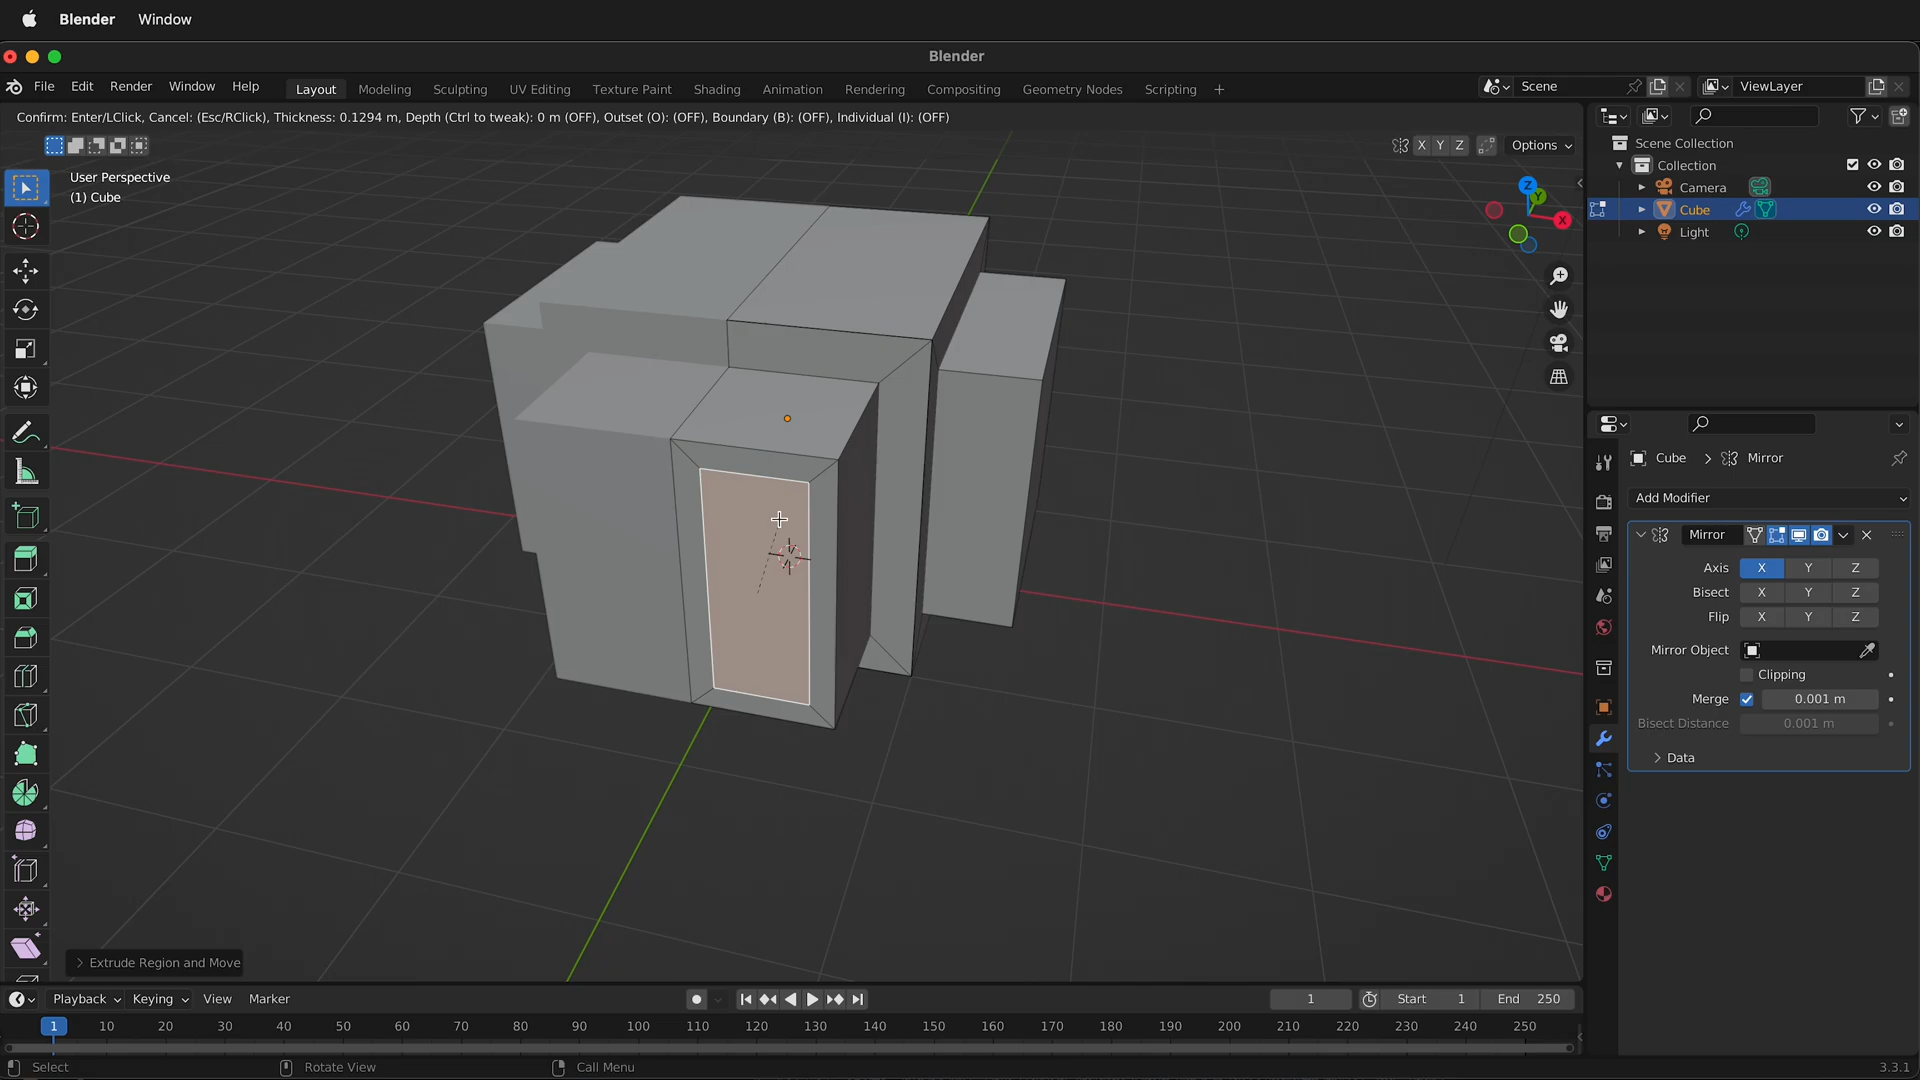 Blender Window
Blender
File Edit Render Window Help Layout Modeling Sculpting UV Editing Texture Paint Shading Animation Rendering Compositing Geometry Nodes Scripting + Scene ViewLayer
Confirm: Enter/LClick, Cancel: (Esc/RClick), Thickness: 0.1294 m, Depth (Ctrl to tweak): 0 m (OFF), Outset (O): (OFF), Boundary (B): (OFF), Individual (I): (OFF)
X Y Z Options
User Perspective
(1) Cube
Z
Y
X
Scene Collection
Collection
Camera
Cube
Light
Cube > Mirror
Add Modifier
Mirror
Axis X Y Z
Bisect X Y Z
Flip X Y Z
Mirror Object
Clipping
Merge 0.001 m
Bisect Distance 0.001 m
> Data
> Extrude Region and Move
Playback Keying View Marker 1 Start 1 End 250
1 10 20 30 40 50 60 70 80 90 100 110 120 130 140 150 160 170 180 190 200 210 220 230 240 250
Select Rotate View Call Menu 3.3.1